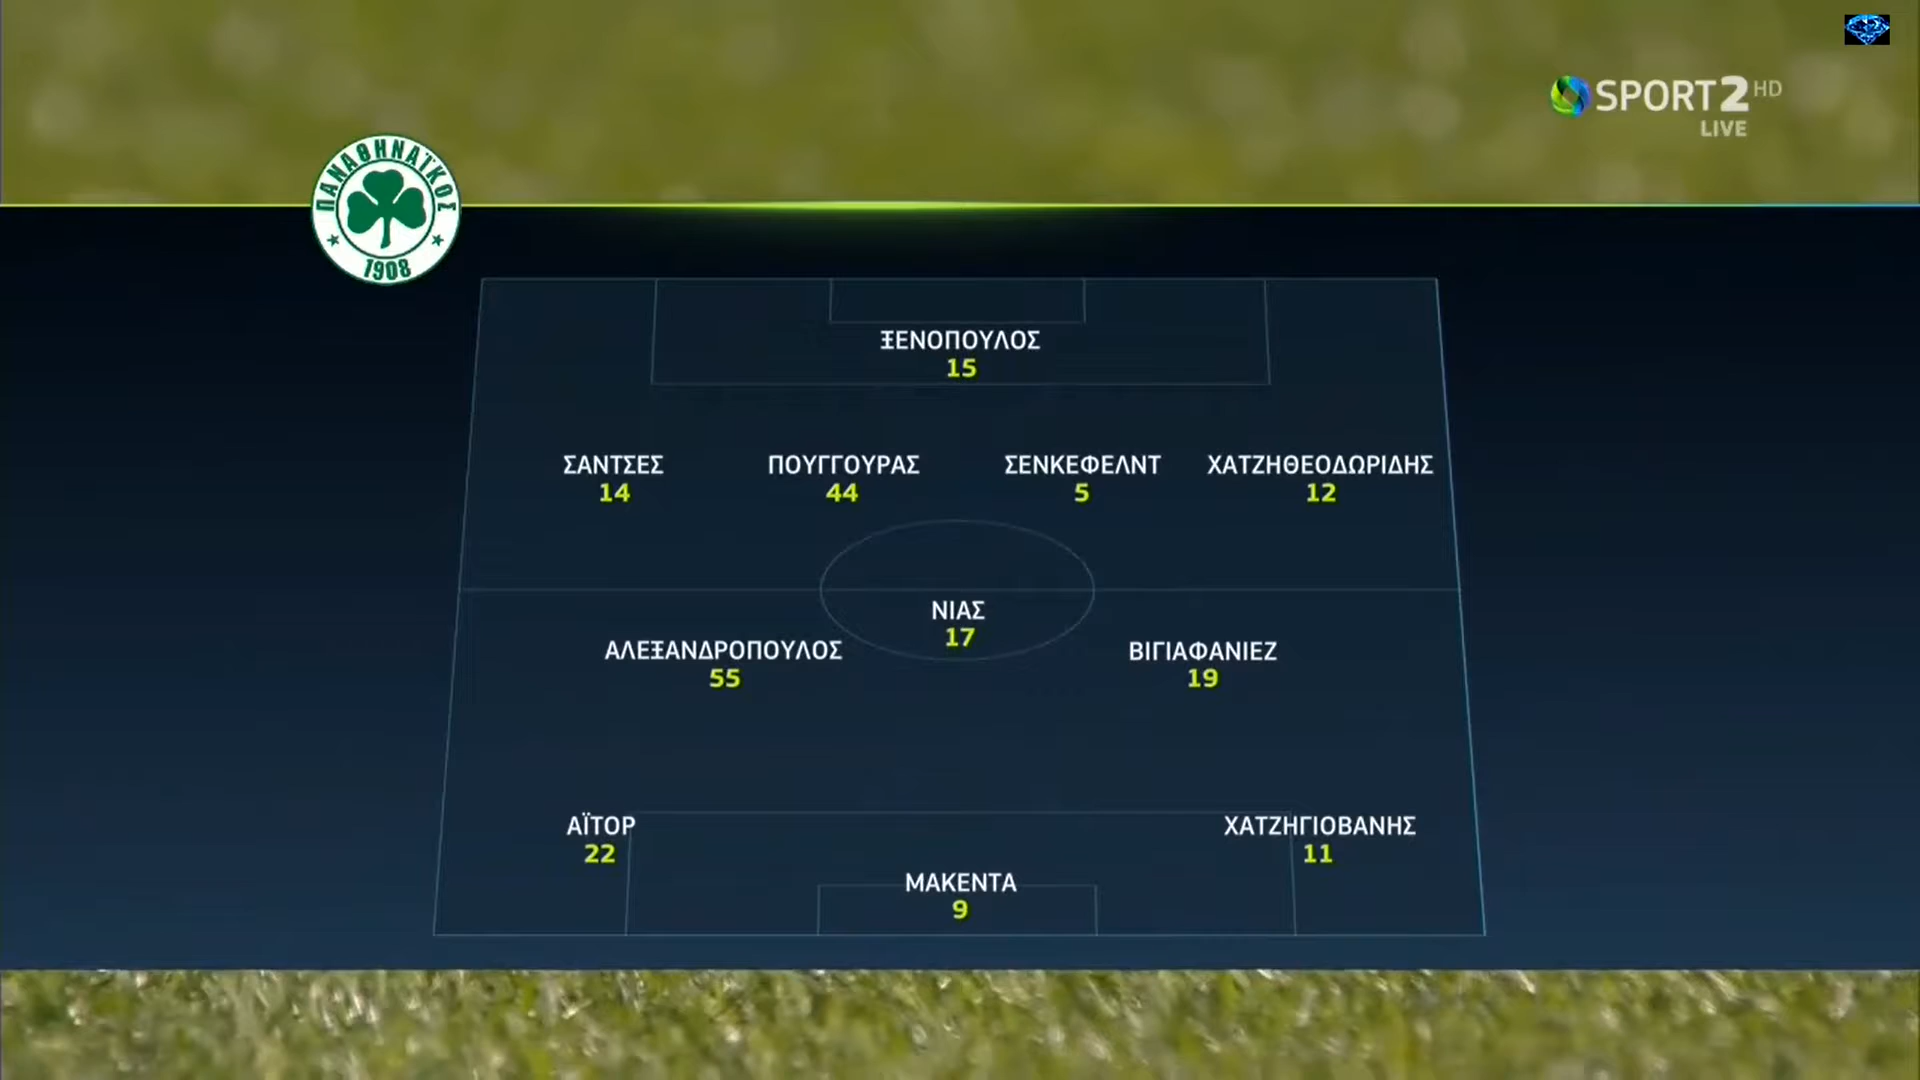 SPORT2 HD
LIVE
ΠΑΝΑΘΗΝΑΪΚΟΣ
1908
ΞΕΝΟΠΟΥΛΟΣ
15
ΣΑΝΤΣΕΣ
14
ΠΟΥΓΓΟΥΡΑΣ
44
ΣΕΝΚΕΦΕΛΝΤ
5
ΧΑΤΖΗΘΕΟΔΩΡΙΔΗΣ
12
ΝΙΑΣ
17
ΑΛΕΞΑΝΔΡΟΠΟΥΛΟΣ
55
ΒΙΓΙΑΦΑΝΙΕΖ
19
ΑΪΤΟΡ
22
ΧΑΤΖΗΓΙΟΒΑΝΗΣ
11
ΜΑΚΕΝΤΑ
9